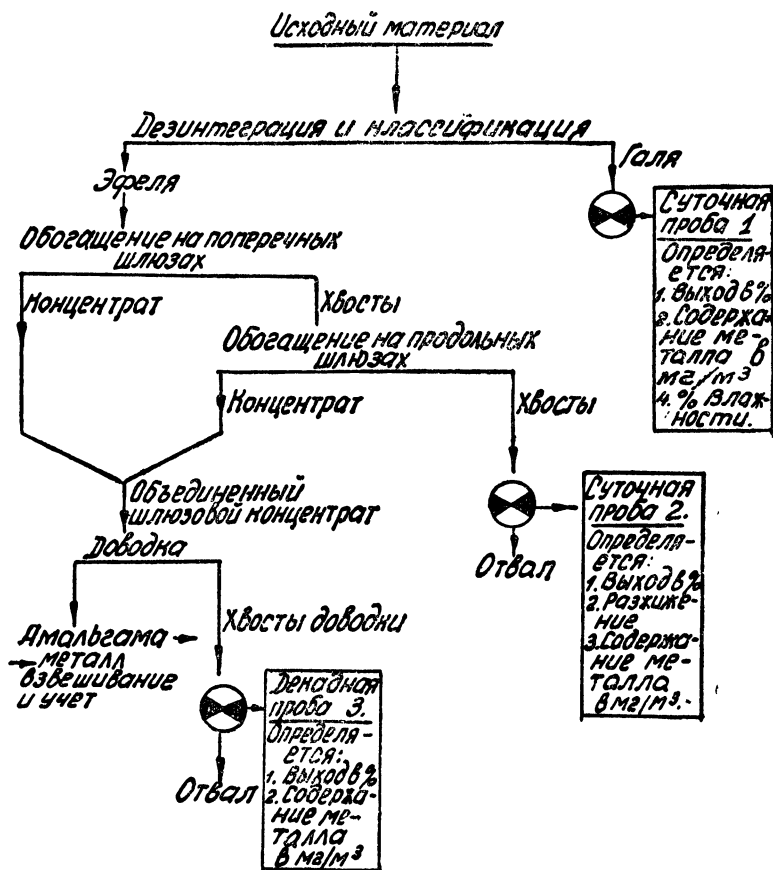 Исходный материал
Дезинтеграция и классификация
Эфеля
Галя
Суточная
проба 1
Определя-
ется:
1. Выход в %
2. Содержа-
ние ме-
талла в
мг/м³
4. % Влаж-
ности.
Обогащение на поперечных
шлюзах
Концентрат
Хвосты
Обогащение на продольных
шлюзах
Концентрат
Хвосты
Суточная
проба 2.
Определя-
ется:
1. Выход в %
2. Разжиже-
ние
3. Содержа-
ние ме-
талла
в мг/м³.-
Отвал
Объединенный
шлюзовой концентрат
Доводка
Амальгама
металл
взвешивание
и учет
Хвосты доводки
Декадная
проба 3.
Определя-
ется:
1. Выход в %
2. Содержа-
ние ме-
талла
в мг/м³
Отвал